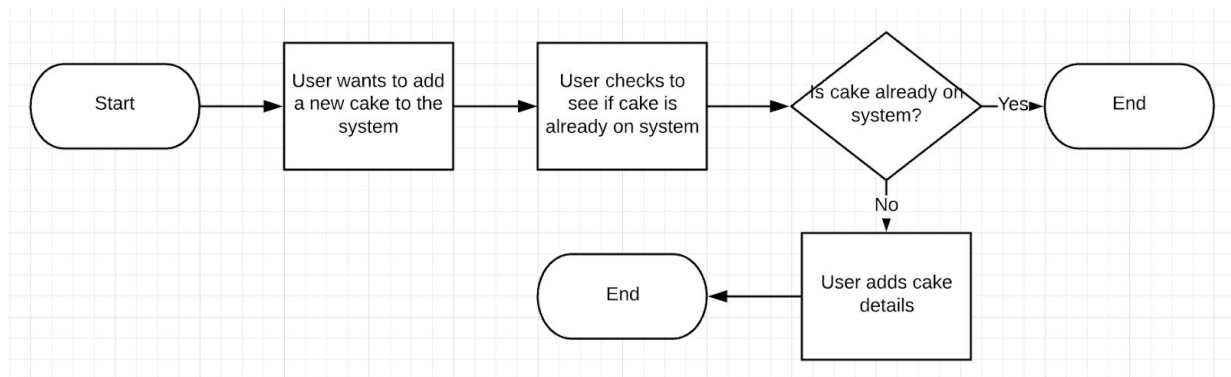 Start
User wants to add
a new cake to the
system
User checks to
see if cake is
already on system
Is cake already on
system?
Yes
End
No
User adds cake
details
End